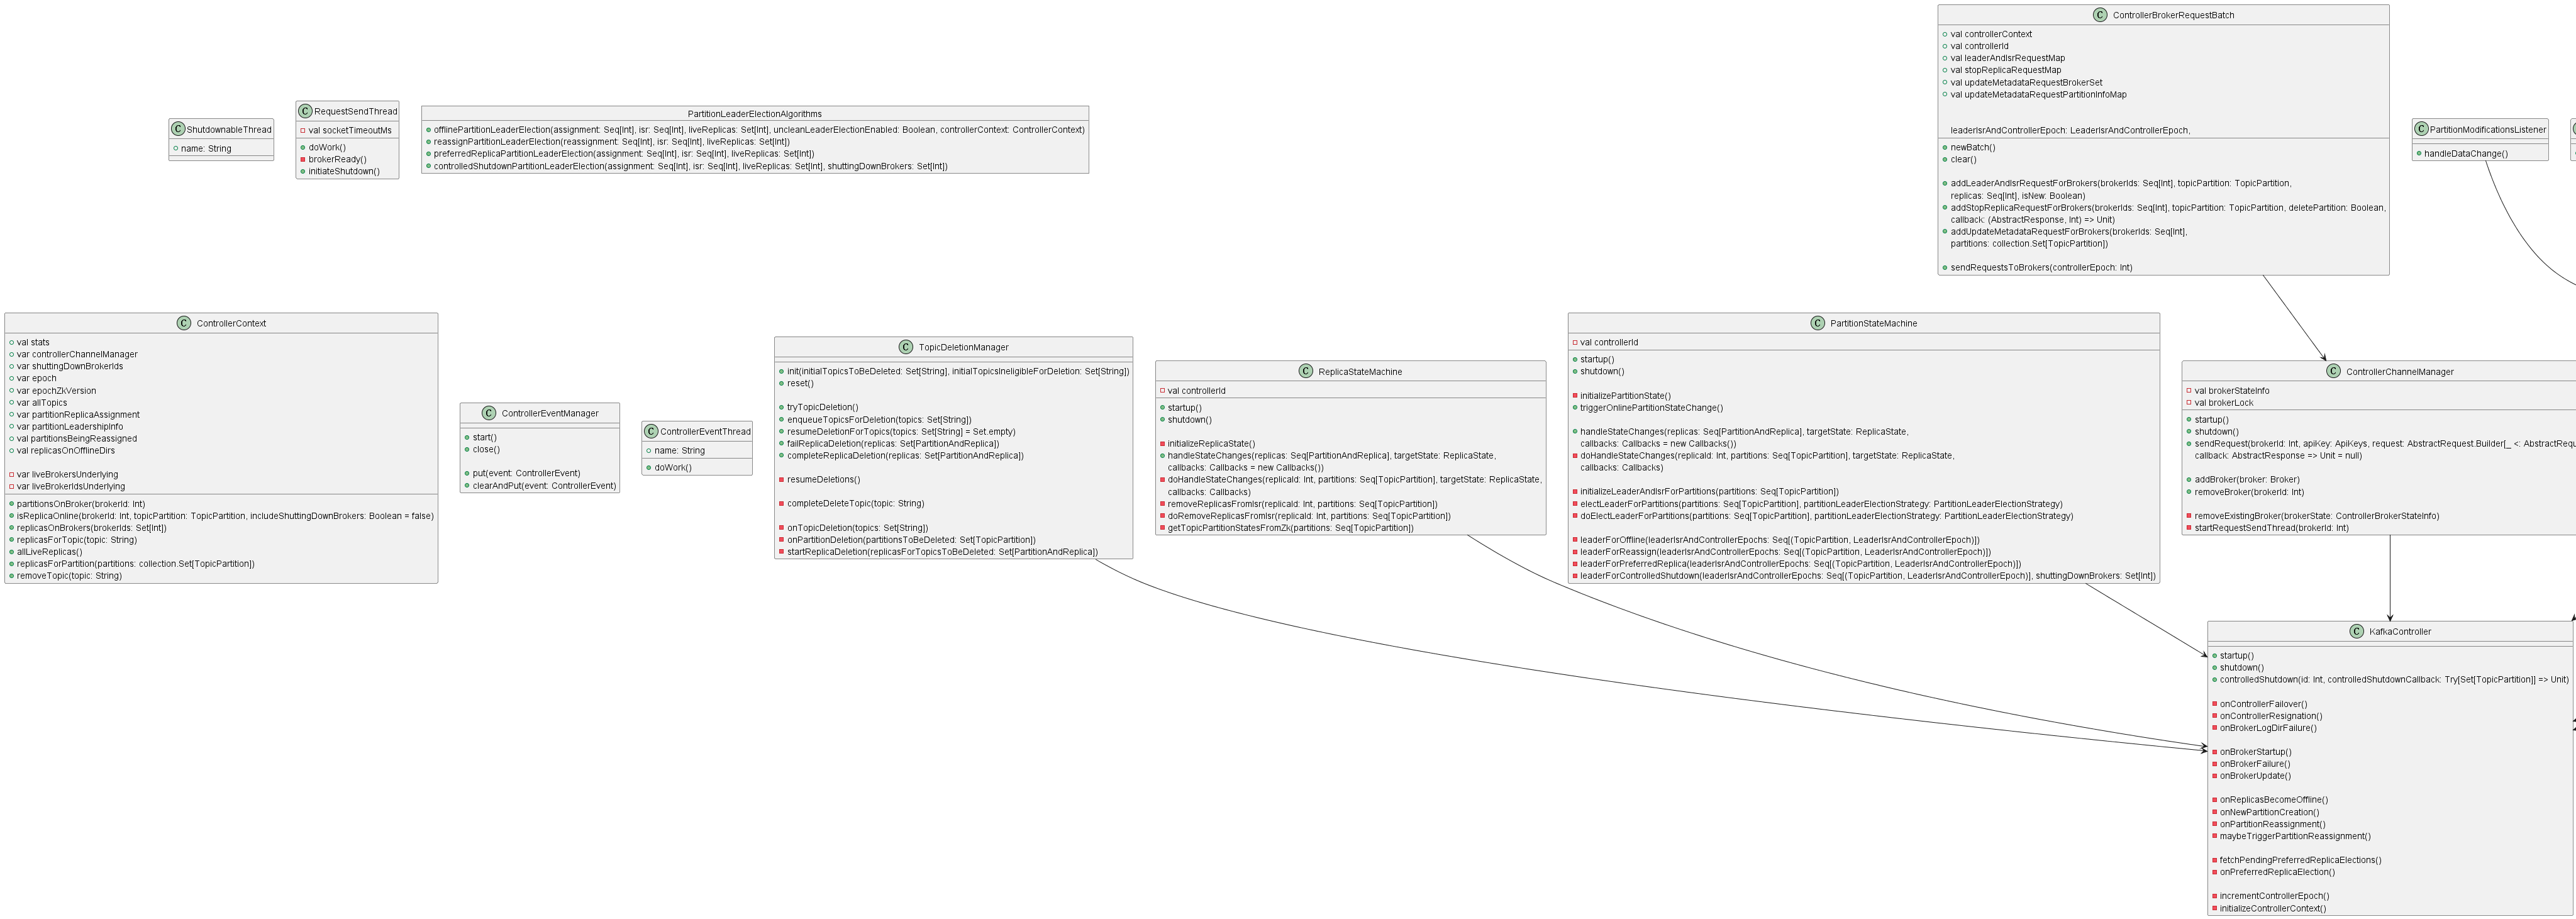 C ShutdownableThread
name: String
C RequestSendThread
val socketTimeoutMs
doWork()
brokerReady()
initiateShutdown()
PartitionLeaderElectionAlgorithms
offlinePartitionLeaderElection(assignment: Seq[Int], isr: Seq[Int], liveReplicas: Set[Int], uncleanLeaderElectionEnabled: Boolean, controllerContext: ControllerContext)
reassignPartitionLeaderElection(reassignment: Seq[Int], isr: Seq[Int], liveReplicas: Set[Int])
preferredReplicaPartitionLeaderElection(assignment: Seq[Int], isr: Seq[Int], liveReplicas: Set[Int])
controlledShutdownPartitionLeaderElection(assignment: Seq[Int], isr: Seq[Int], liveReplicas: Set[Int], shuttingDownBrokers: Set[Int])
C ControllerBrokerRequestBatch
val controllerContext
val controllerId
val leaderAndIsrRequestMap
val stopReplicaRequestMap
val updateMetadataRequestBrokerSet
val updateMetadataRequestPartitionInfoMap
leaderIsrAndControllerEpoch: LeaderIsrAndControllerEpoch,
newBatch()
clear()
addLeaderAndIsrRequestForBrokers(brokerIds: Seq[Int], topicPartition: TopicPartition,
replicas: Seq[Int], isNew: Boolean)
addStopReplicaRequestForBrokers(brokerIds: Seq[Int], topicPartition: TopicPartition, deletePartition: Boolean,
callback: (AbstractResponse, Int) => Unit)
addUpdateMetadataRequestForBrokers(brokerIds: Seq[Int],
partitions: collection.Set[TopicPartition])
sendRequestsToBrokers(controllerEpoch: Int)
C PartitionModificationsListener
handleDataChange()
C ControllerContext
val stats
var controllerChannelManager
var shuttingDownBrokerIds
var epoch
var epochZkVersion
var allTopics
var partitionReplicaAssignment
var partitionLeadershipInfo
val partitionsBeingReassigned
val replicasOnOfflineDirs
var liveBrokersUnderlying
var liveBrokerIdsUnderlying
partitionsOnBroker(brokerId: Int)
isReplicaOnline(brokerId: Int, topicPartition: TopicPartition, includeShuttingDownBrokers: Boolean = false)
replicasOnBrokers(brokerIds: Set[Int])
replicasForTopic(topic: String)
allLiveReplicas()
replicasForPartition(partitions: collection.Set[TopicPartition])
removeTopic(topic: String)
C ControllerEventManager
start()
close()
put(event: ControllerEvent)
clearAndPut(event: ControllerEvent)
C ControllerEventThread
name: String
doWork()
C TopicDeletionManager
init(initialTopicsToBeDeleted: Set[String], initialTopicsIneligibleForDeletion: Set[String])
reset()
tryTopicDeletion()
enqueueTopicsForDeletion(topics: Set[String])
resumeDeletionForTopics(topics: Set[String] = Set.empty)
failReplicaDeletion(replicas: Set[PartitionAndReplica])
completeReplicaDeletion(replicas: Set[PartitionAndReplica])
resumeDeletions()
completeDeleteTopic(topic: String)
onTopicDeletion(topics: Set[String])
onPartitionDeletion(partitionsToBeDeleted: Set[TopicPartition])
startReplicaDeletion(replicasForTopicsToBeDeleted: Set[PartitionAndReplica])
C ReplicaStateMachine
val controllerId
startup()
shutdown()
initializeReplicaState()
handleStateChanges(replicas: Seq[PartitionAndReplica], targetState: ReplicaState,
callbacks: Callbacks = new Callbacks())
doHandleStateChanges(replicaId: Int, partitions: Seq[TopicPartition], targetState: ReplicaState,
callbacks: Callbacks)
removeReplicasFromIsr(replicaId: Int, partitions: Seq[TopicPartition])
doRemoveReplicasFromIsr(replicaId: Int, partitions: Seq[TopicPartition])
getTopicPartitionStatesFromZk(partitions: Seq[TopicPartition])
C PartitionStateMachine
val controllerId
startup()
shutdown()
initializePartitionState()
triggerOnlinePartitionStateChange()
handleStateChanges(replicas: Seq[PartitionAndReplica], targetState: ReplicaState,
callbacks: Callbacks = new Callbacks())
doHandleStateChanges(replicaId: Int, partitions: Seq[TopicPartition], targetState: ReplicaState,
callbacks: Callbacks)
initializeLeaderAndIsrForPartitions(partitions: Seq[TopicPartition])
electLeaderForPartitions(partitions: Seq[TopicPartition], partitionLeaderElectionStrategy: PartitionLeaderElectionStrategy)
doElectLeaderForPartitions(partitions: Seq[TopicPartition], partitionLeaderElectionStrategy: PartitionLeaderElectionStrategy)
leaderForOffline(leaderIsrAndControllerEpochs: Seq[(TopicPartition, LeaderIsrAndControllerEpoch)])
leaderForReassign(leaderIsrAndControllerEpochs: Seq[(TopicPartition, LeaderIsrAndControllerEpoch)])
leaderForPreferredReplica(leaderIsrAndControllerEpochs: Seq[(TopicPartition, LeaderIsrAndControllerEpoch)])
leaderForControlledShutdown(leaderIsrAndControllerEpochs: Seq[(TopicPartition, LeaderIsrAndControllerEpoch)], shuttingDownBrokers: Set[Int])
C ControllerChannelManager
val brokerStateInfo
val brokerLock
startup()
shutdown()
sendRequest(brokerId: Int, apiKey: ApiKeys, request: AbstractRequest.Builder[_ <: AbstractRequ
callback: AbstractResponse => Unit = null)
addBroker(broker: Broker)
removeBroker(brokerId: Int)
removeExistingBroker(brokerState: ControllerBrokerStateInfo)
startRequestSendThread(brokerId: Int)
C KafkaController
startup()
shutdown()
controlledShutdown(id: Int, controlledShutdownCallback: Try[Set[TopicPartition]] => Unit)
onControllerFailover()
onControllerResignation()
onBrokerLogDirFailure()
onBrokerStartup()
onBrokerFailure()
onBrokerUpdate()
onReplicasBecomeOffline()
onNewPartitionCreation()
onPartitionReassignment()
maybeTriggerPartitionReassignment()
fetchPendingPreferredReplicaElections()
onPreferredReplicaElection()
incrementControllerEpoch()
initializeControllerContext()